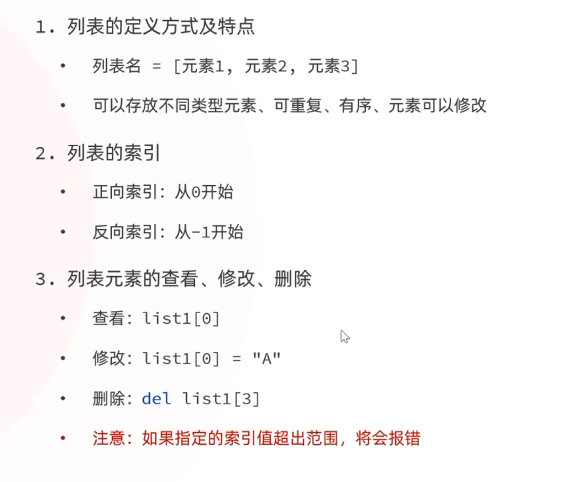 1. 列表的定义方式及特点
• 列表名 = [元素1, 元素2, 元素3]
• 可以存放不同类型元素、可重复、有序、元素可以修改
2. 列表的索引
• 正向索引：从0开始
• 反向索引：从-1开始
3. 列表元素的查看、修改、删除
• 查看：list1[0]
• 修改：list1[0] = "A"
• 删除：del list1[3]
• 注意：如果指定的索引值超出范围，将会报错